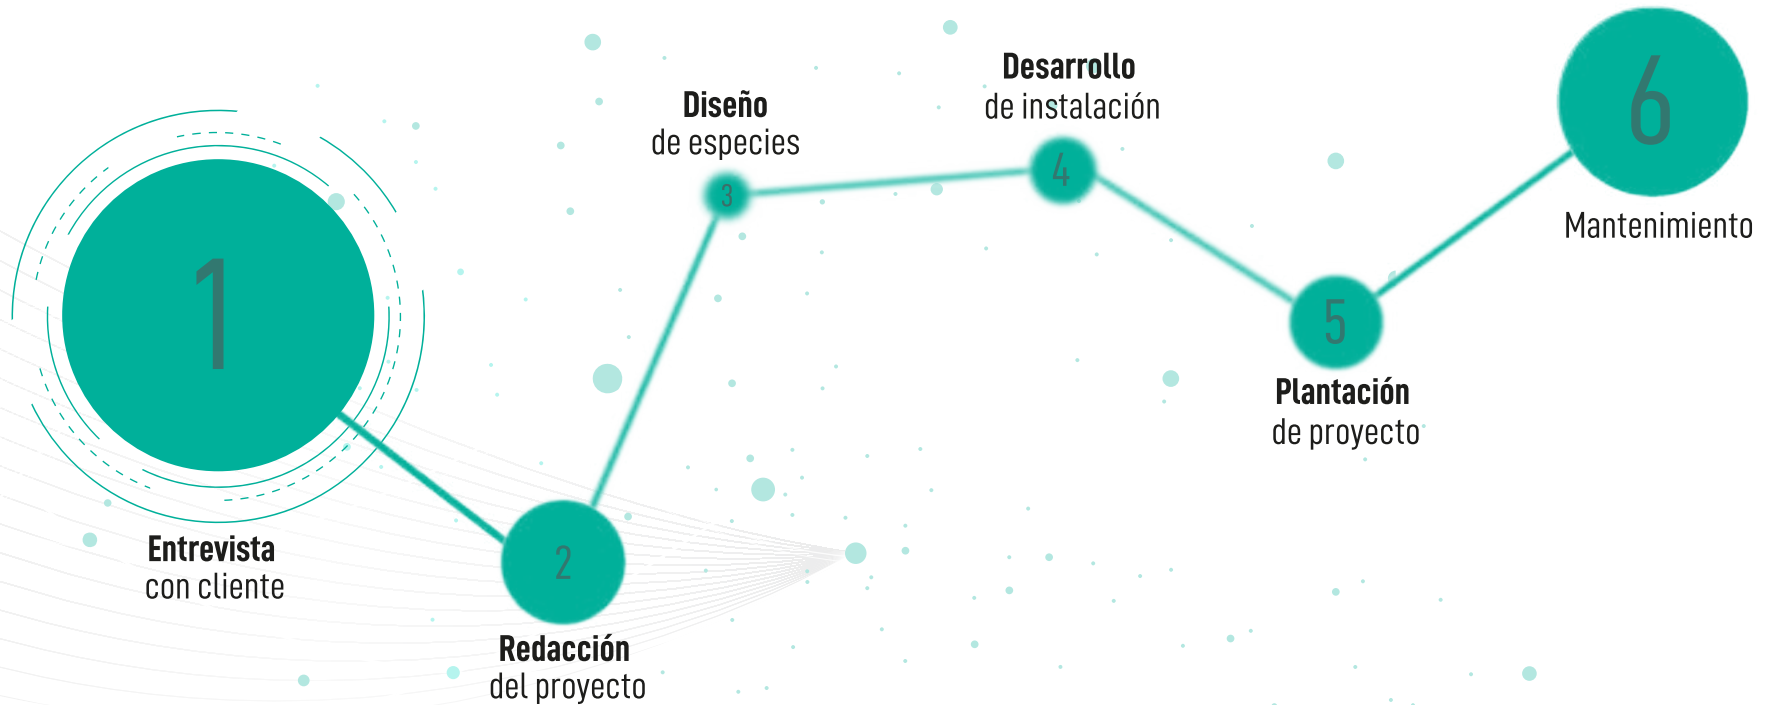 1
Entrevista
con cliente
2
Redacción
del proyecto
3
Diseño
de especies
4
Desarrollo
de instalación
5
Plantación
de proyecto
6
Mantenimiento